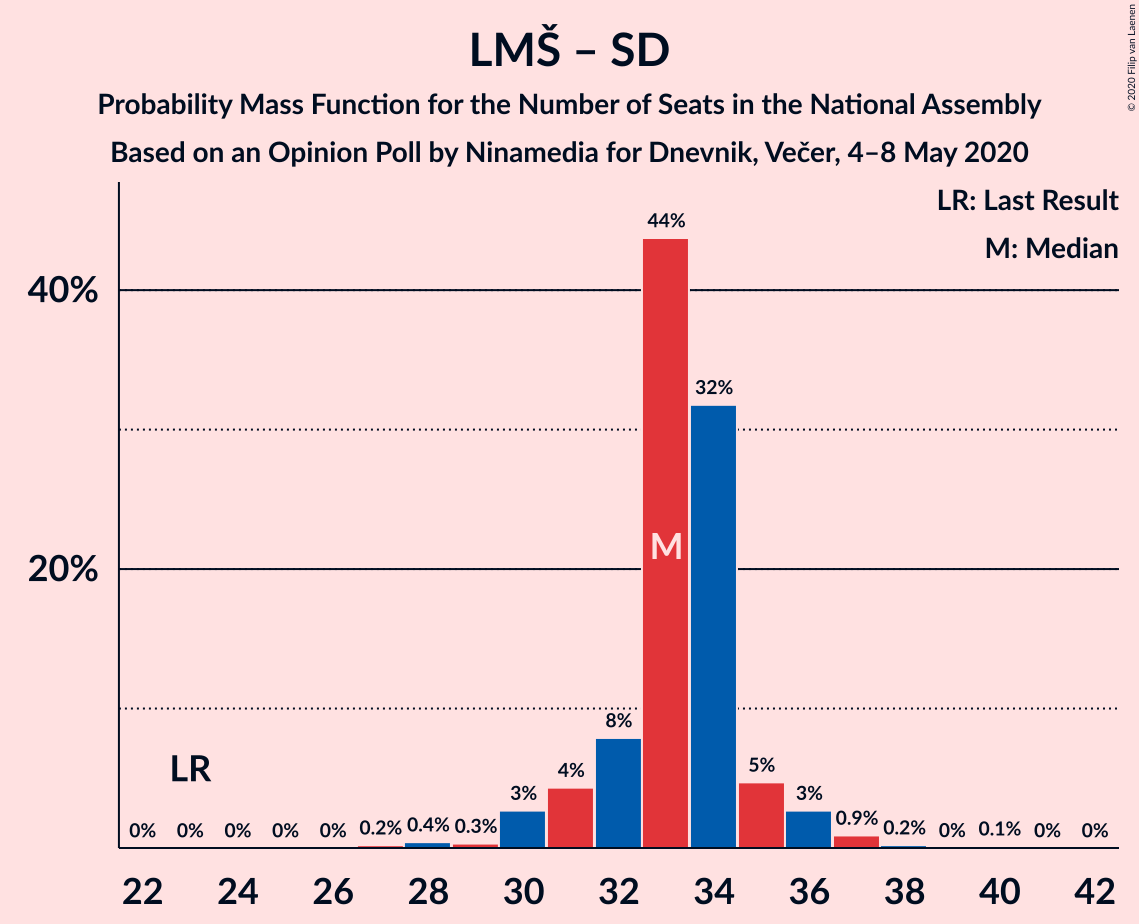 LMŠ – SD
Probability Mass Function for the Number of Seats in the National Assembly
Based on an Opinion Poll by Ninamedia for Dnevnik, Večer, 4–8 May 2020
© 2020 Filip van Laenen
LR: Last Result
M: Median
40%
20%
LR
M
0% 0% 0% 0% 0% 0.2% 0.4% 0.3% 3% 4% 8% 44% 32% 5% 3% 0.9% 0.2% 0% 0.1% 0% 0%
22 24 26 28 30 32 34 36 38 40 42